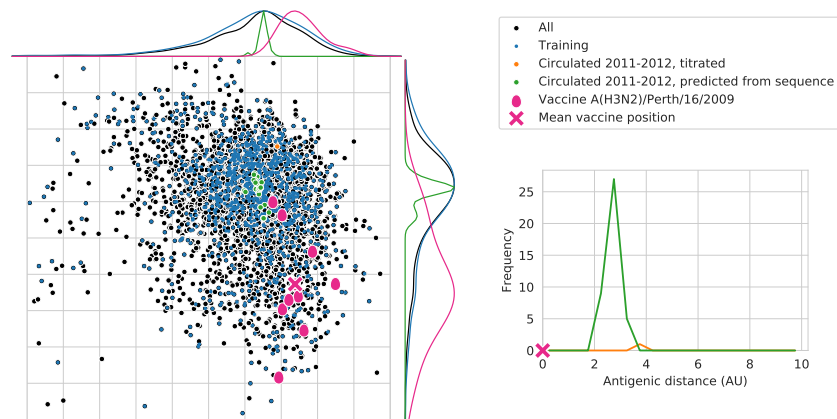 All
Training
Circulated 2011-2012, titrated
Circulated 2011-2012, predicted from sequence
Vaccine A(H3N2)/Perth/16/2009
Mean vaccine position
25
20
15
10
5
0
Frequency
0 2 4 6 8 10
Antigenic distance (AU)